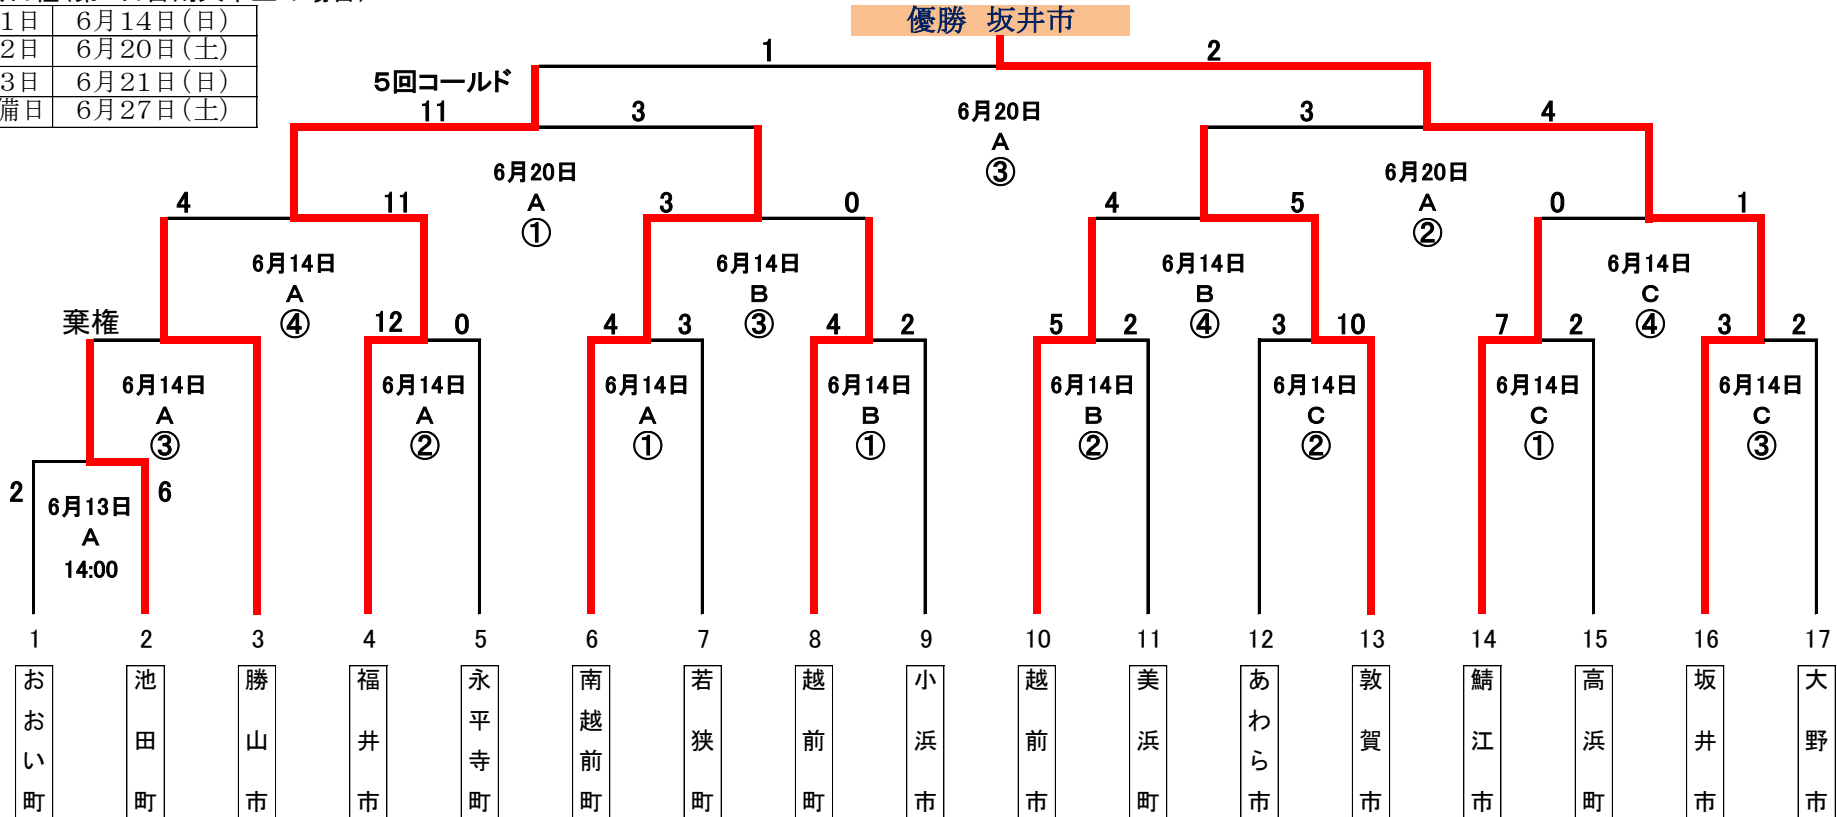 1日 6月14日(日)
2日 6月20日(土)
3日 6月21日(日)
備日 6月27日(土)
優勝 坂井市
1 2
5回コールド
11 3 3 4
6月20日
A
③
6月20日
A
①
6月20日
A
②
4 11 3 0 4 5 0 1
6月14日
A
④
6月14日
B
③
6月14日
B
④
6月14日
C
④
棄権 12 0 4 3 4 2 5 2 3 10 7 2 3 2
6月14日
A
③
6月14日
A
②
6月14日
A
①
6月14日
B
①
6月14日
B
②
6月14日
C
②
6月14日
C
①
6月14日
C
③
2 6
6月13日
A
14:00
1 2 3 4 5 6 7 8 9 10 11 12 13 14 15 16 17
おおい町
池田町
勝山市
福井市
永平寺町
南越前町
若狭町
越前町
小浜市
越前市
美浜町
あわら市
敦賀市
鯖江市
高浜町
坂井市
大野市